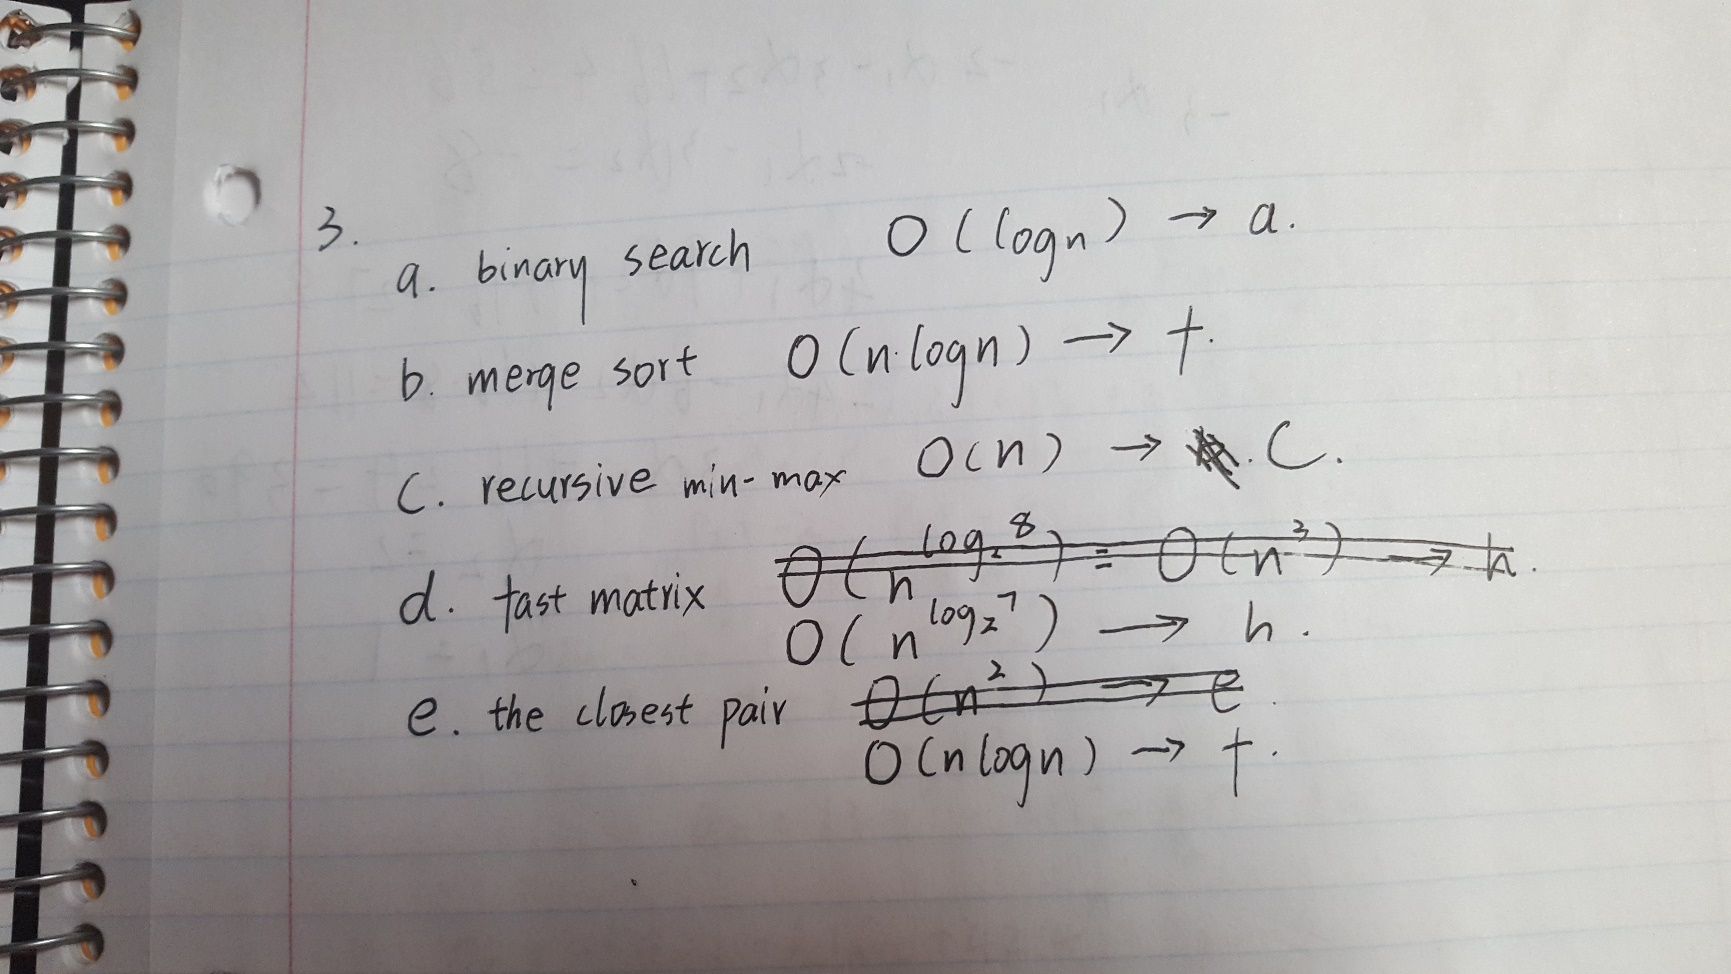 3.
a. binary search O(logn) → a.
b. merge sort O(n·logn) → f.
c. recursive min-max O(n) → C.
d. fast matrix O(n^log₂8) = O(n³) → h.
O(n^log₂7) → h.
e. the closest pair O(n²) → e.
O(nlogn) → f.